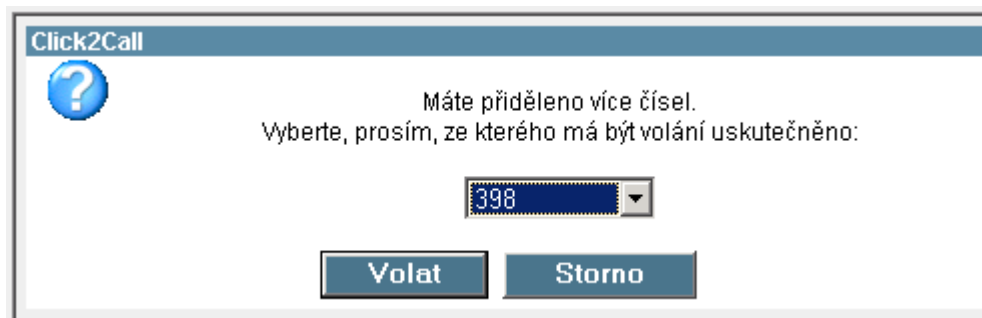 Click2Call
Máte přiděleno více čísel.
Vyberte, prosím, ze kterého má být volání uskutečněno:
398
Volat
Storno